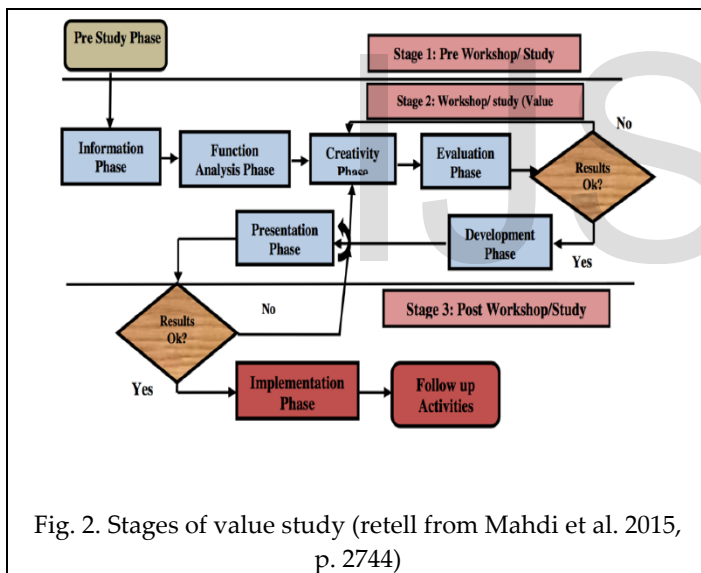 Pre Study Phase
Stage 1: Pre Workshop/ Study
Stage 2: Workshop/ study (Value
No
Information
Phase
Function
Analysis Phase
Creativity
Phase
Evaluation
Phase
Results
Ok?
Presentation
Phase
Development
Phase
Yes
Stage 3: Post Workshop/Study
Results
Ok?
No
Yes
Implementation
Phase
Follow up
Activities
IJS
Fig. 2. Stages of value study (retell from Mahdi et al. 2015,
p. 2744)